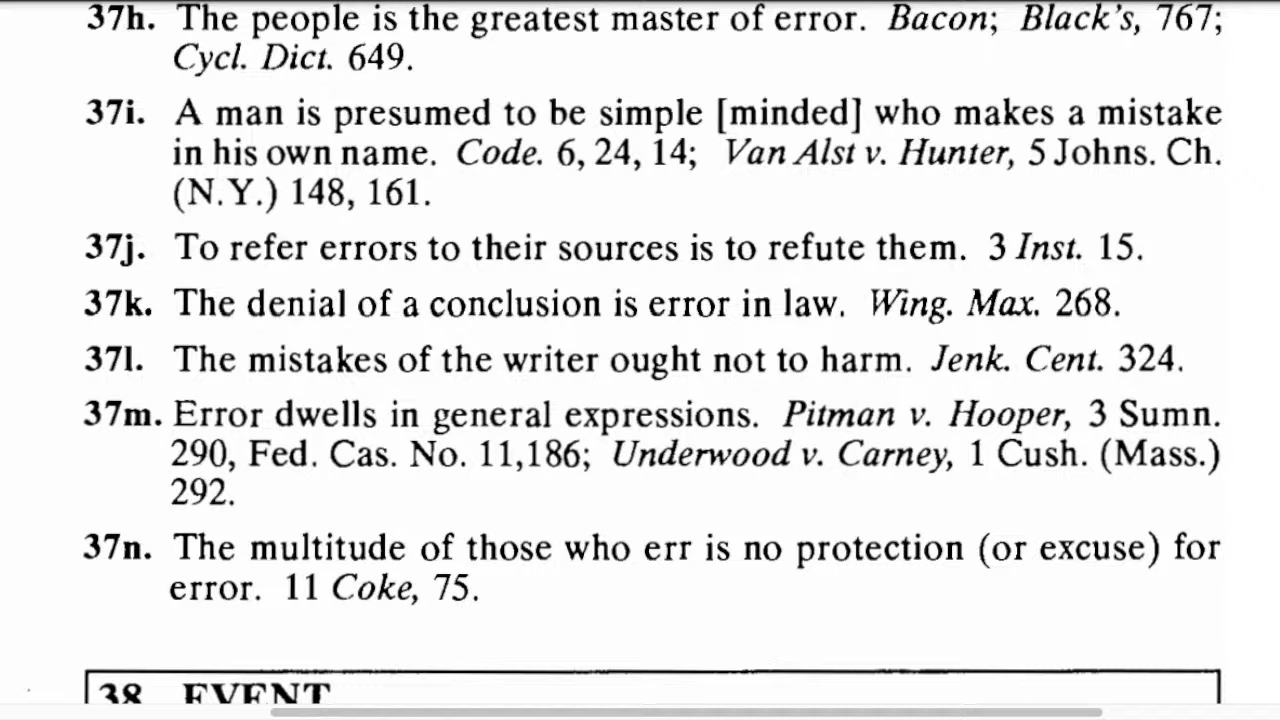 37h. The people is the greatest master of error. Bacon; Black's, 767;
Cycl. Dict. 649.
37i. A man is presumed to be simple [minded] who makes a mistake
in his own name. Code. 6, 24, 14; Van Alst v. Hunter, 5 Johns. Ch.
(N.Y.) 148, 161.
37j. To refer errors to their sources is to refute them. 3 Inst. 15.
37k. The denial of a conclusion is error in law. Wing. Max. 268.
37l. The mistakes of the writer ought not to harm. Jenk. Cent. 324.
37m. Error dwells in general expressions. Pitman v. Hooper, 3 Sumn.
290, Fed. Cas. No. 11,186; Underwood v. Carney, 1 Cush. (Mass.)
292.
37n. The multitude of those who err is no protection (or excuse) for
error. 11 Coke, 75.
38 EVENT